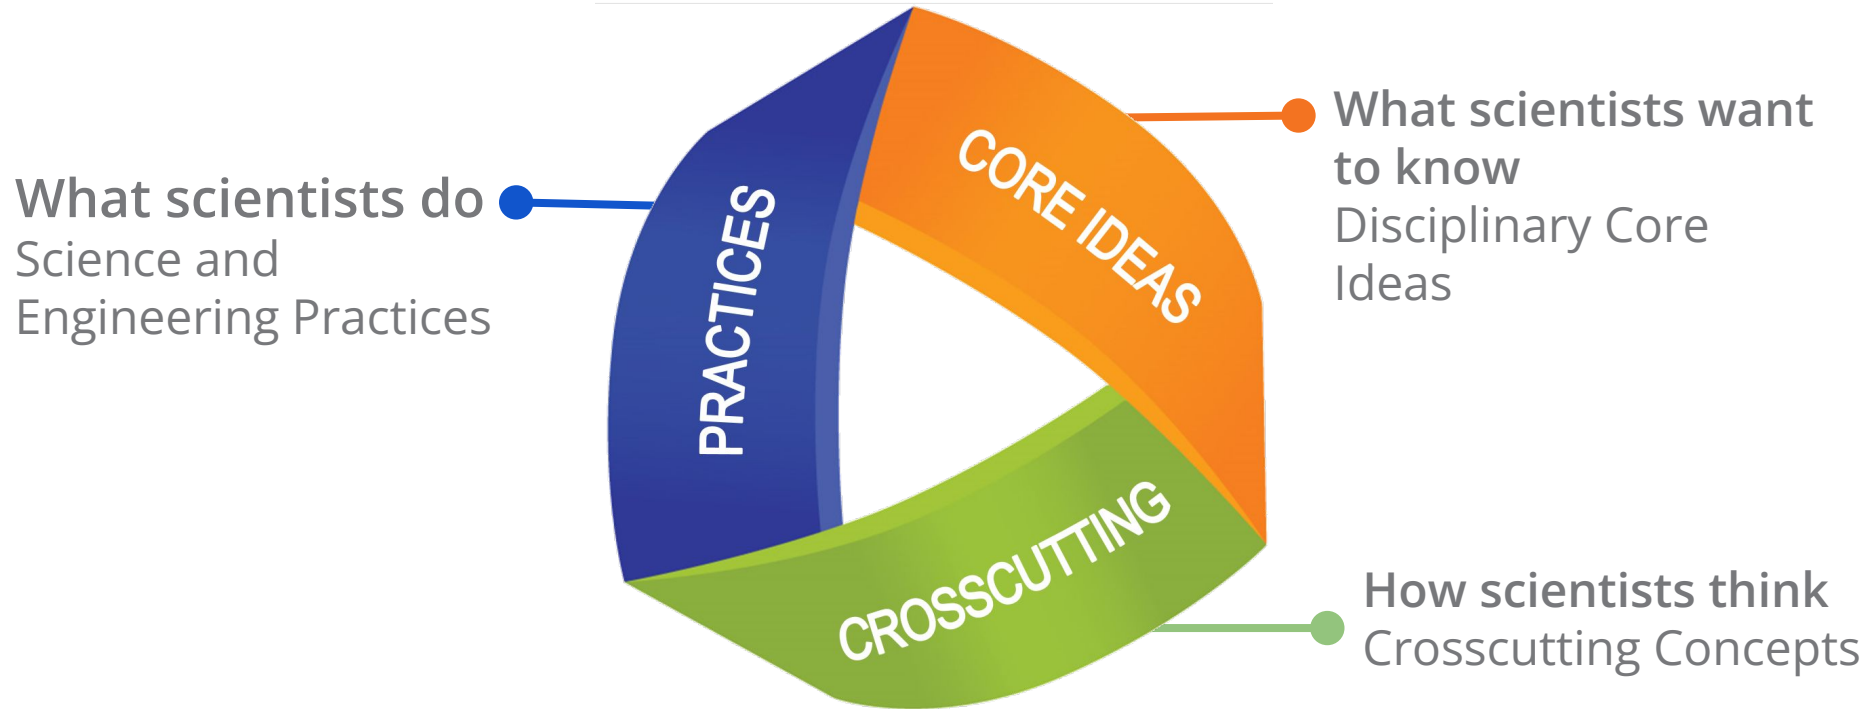 What scientists do
Science and
Engineering Practices
PRACTICES
CORE IDEAS
CROSSCUTTING
What scientists want
to know
Disciplinary Core
Ideas
How scientists think
Crosscutting Concepts